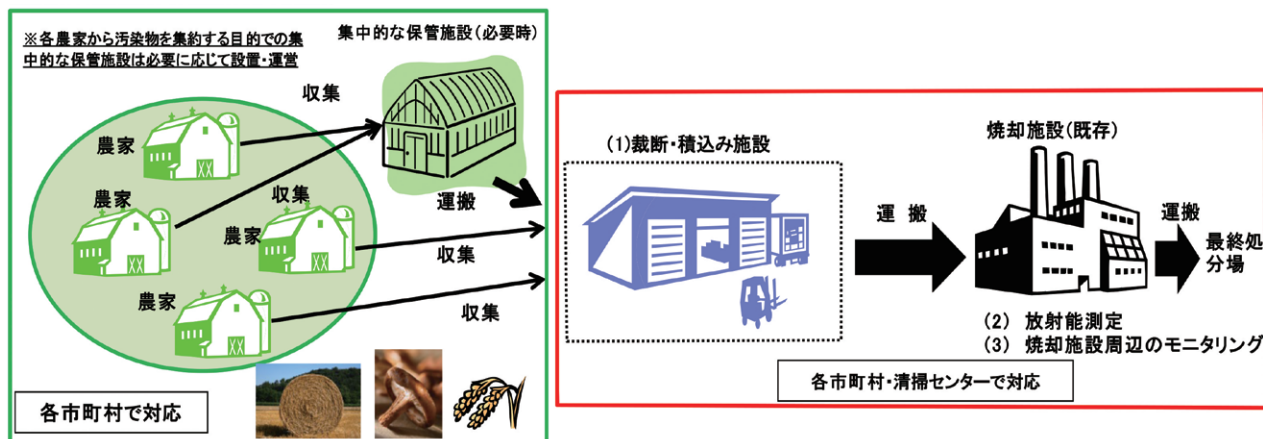 ※各農家から汚染物を集約する目的での集
中的な保管施設は必要に応じて設置・運営
集中的な保管施設(必要時)
収集
農家
農家
収集
農家
農家
運搬
収集
収集
各市町村で対応
(1)裁断・積込み施設
運 搬
焼却施設(既存)
運搬
最終処
分場
(2) 放射能測定
(3) 焼却施設周辺のモニタリング
各市町村・清掃センターで対応